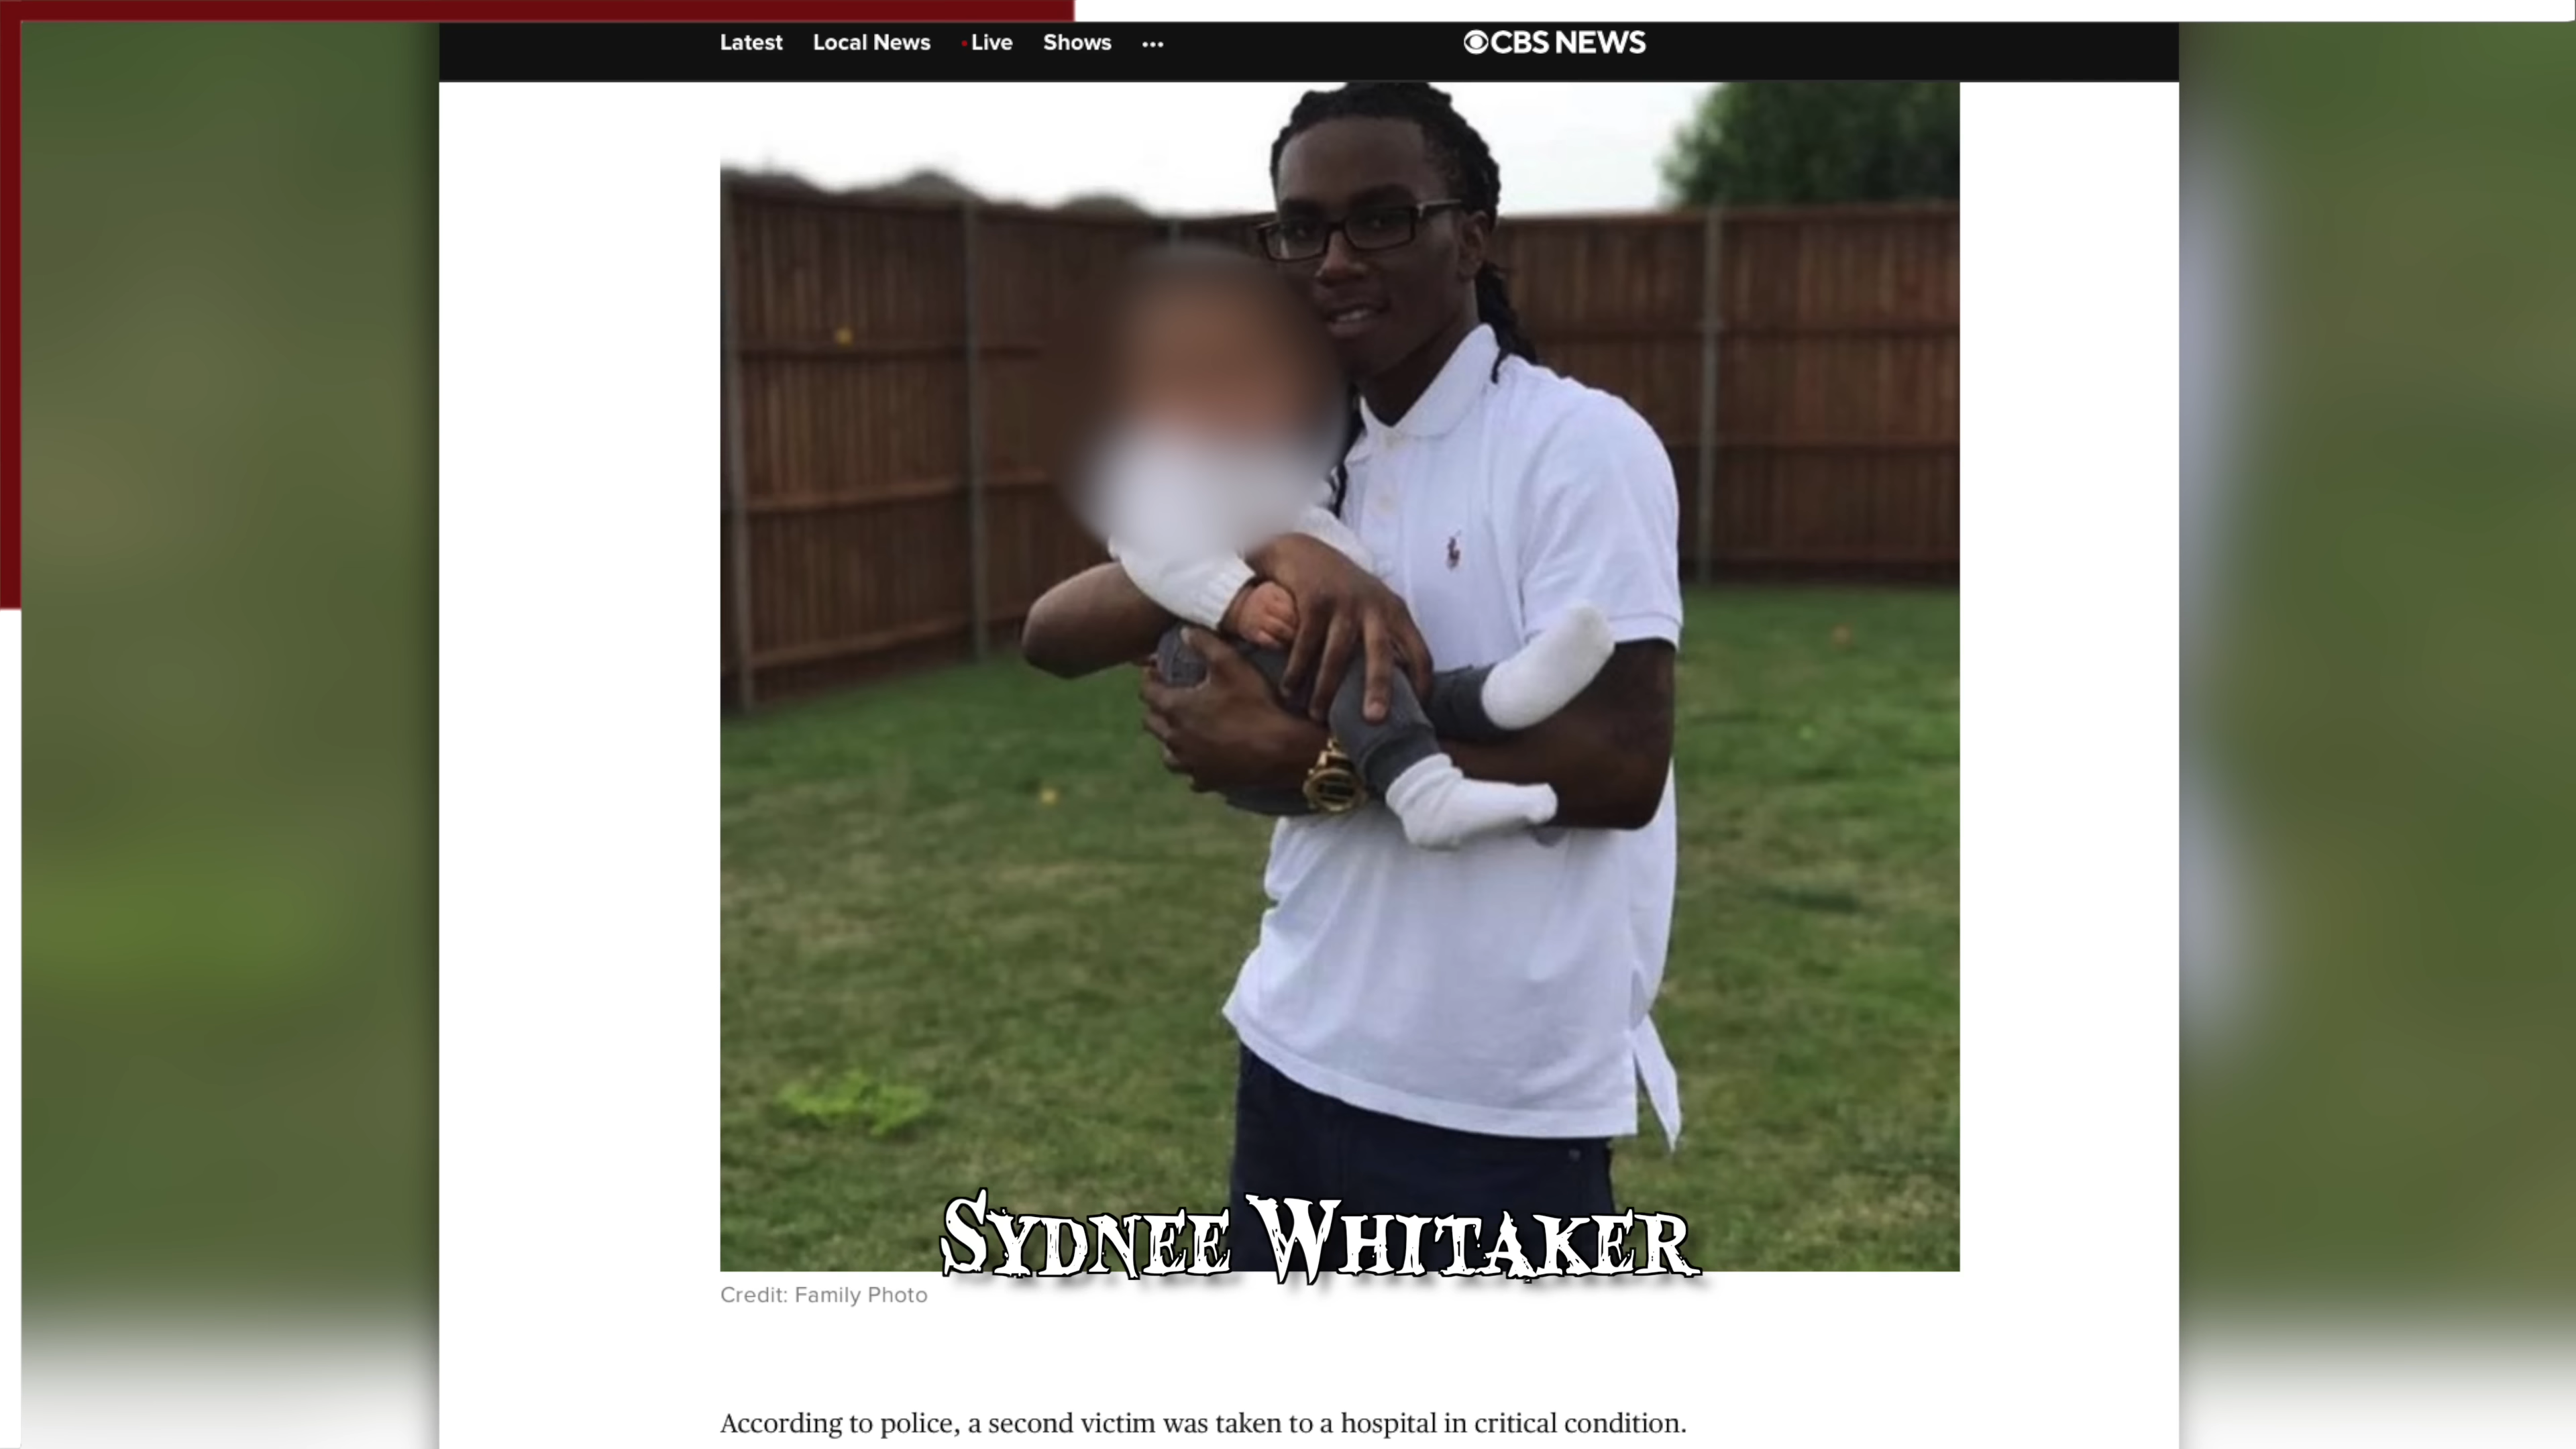 Latest Local News Live Shows ... CBS NEWS
SYDNEE WHITAKER
Credit: Family Photo
According to police, a second victim was taken to a hospital in critical condition.